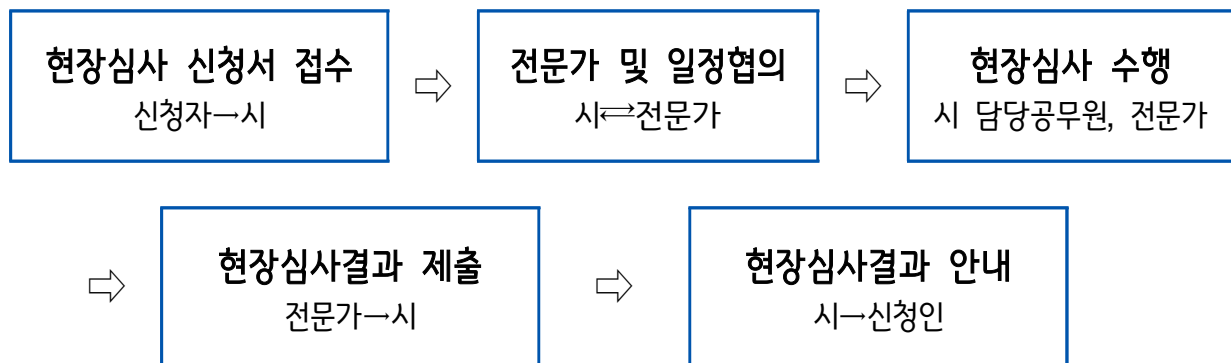 현장심사 신청서 접수
신청자→시
⇨
전문가 및 일정협의
시⇄전문가
⇨
현장심사 수행
시 담당공무원, 전문가
⇨
현장심사결과 제출
전문가→시
⇨
현장심사결과 안내
시→신청인